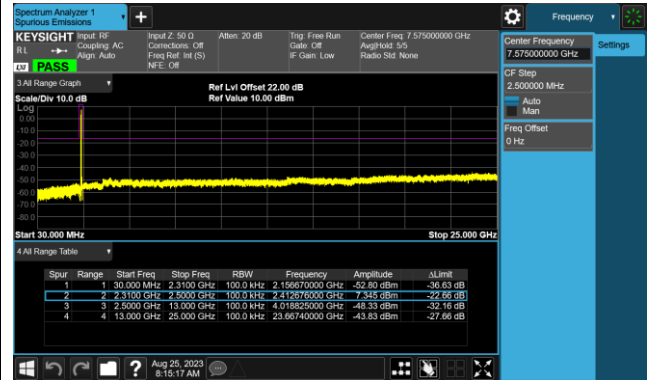 Spectrum Analyzer 1
Spurious Emissions
Frequency
KEYSIGHT
R L
Input: RF
Coupling: AC
Align: Auto
Input Z: 50 Ω
Corrections: Off
Freq Ref: Int (S)
NFE: Off
Atten: 20 dB
Trig: Free Run
Gate: Off
IF Gain: Low
Center Freq: 7.575000000 GHz
Avg|Hold: 5/5
Radio Std: None
LXI
PASS
Center Frequency
7.575000000 GHz
Settings
CF Step
2.500000 MHz
Auto
Man
Freq Offset
0 Hz
3 All Range Graph
Scale/Div 10.0 dB
Ref Lvl Offset 22.00 dB
Ref Value 10.00 dBm
Log
0.00
-10.0
-20.0
-30.0
-40.0
-50.0
-60.0
-70.0
-80.0
Start 30.000 MHz
Stop 25.000 GHz
4 All Range Table
Spur Range Start Freq Stop Freq RBW Frequency Amplitude ΔLimit
1 1 30.000 MHz 2.3100 GHz 100.0 kHz 2.156670000 GHz -52.80 dBm -36.63 dB
2 2 2.3100 GHz 2.5000 GHz 100.0 kHz 2.412676000 GHz 7.345 dBm -22.66 dB
3 3 2.5000 GHz 13.000 GHz 100.0 kHz 4.018825000 GHz -48.33 dBm -32.16 dB
4 4 13.000 GHz 25.000 GHz 100.0 kHz 23.66740000 GHz -43.83 dBm -27.66 dB
?
Aug 25, 2023
8:15:17 AM